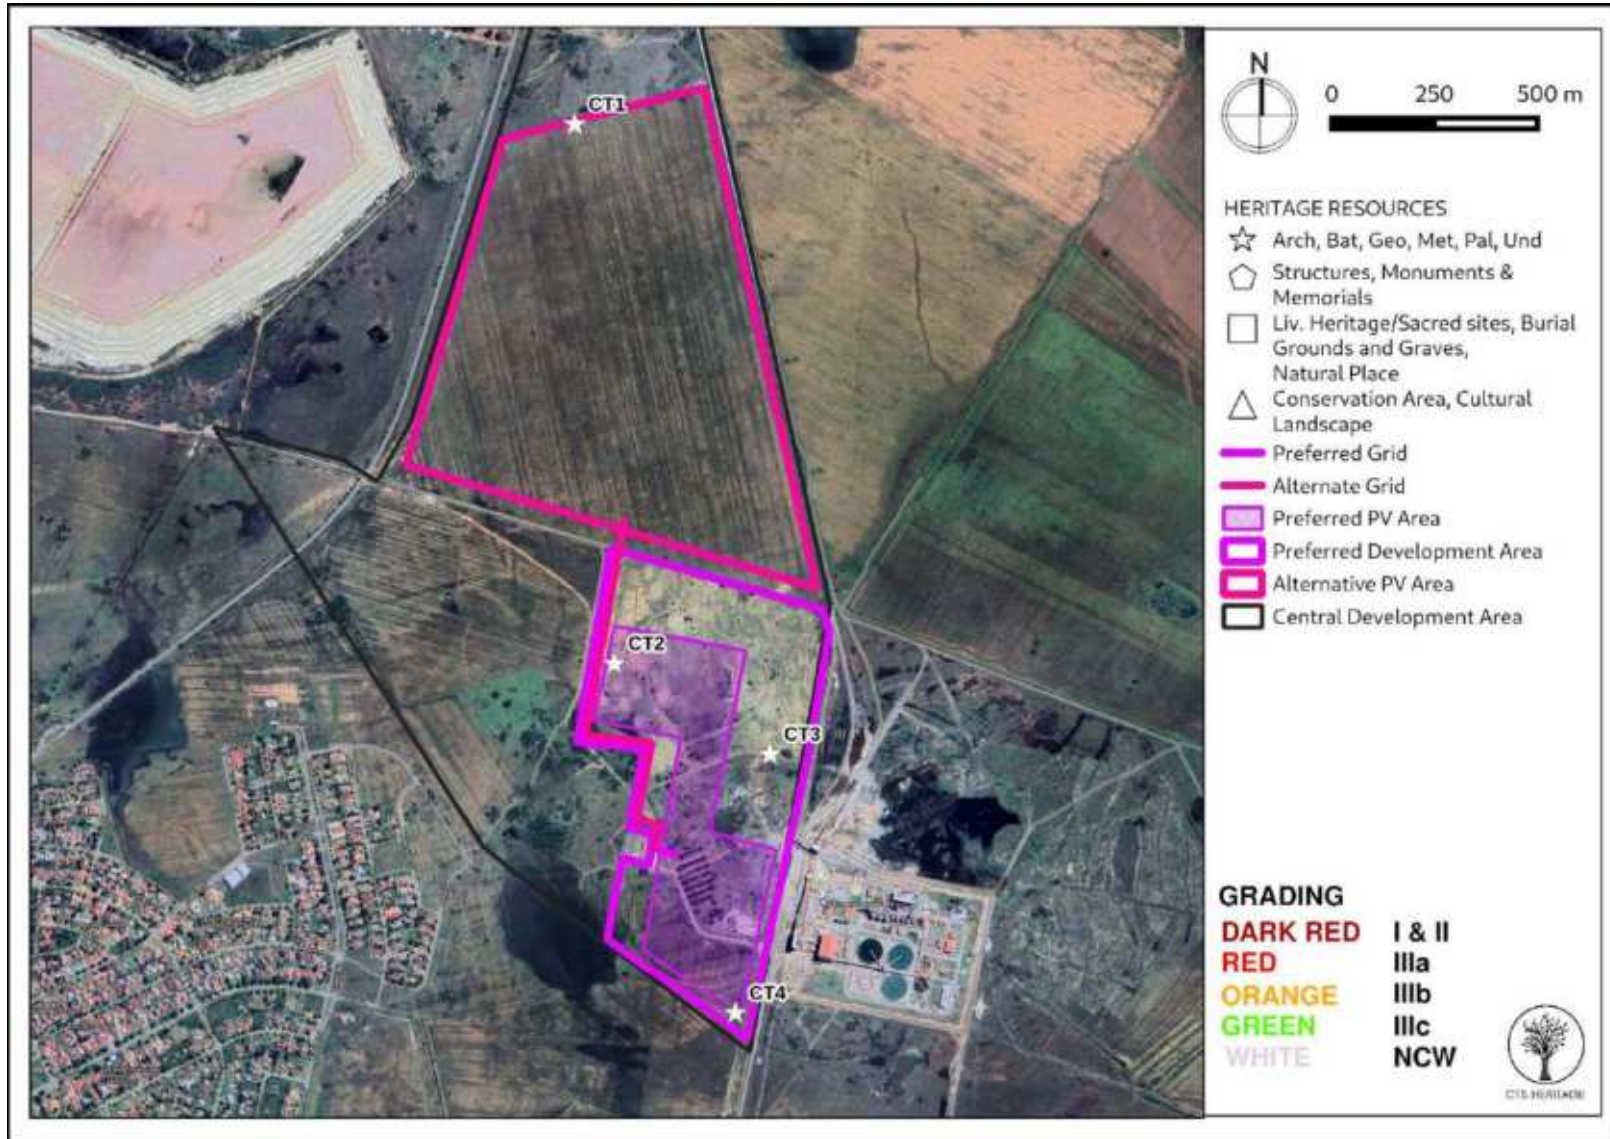 CT1
CT2
CT3
CT4
N
0 250 500 m
HERITAGE RESOURCES
Arch, Bat, Geo, Met, Pal, Und
Structures, Monuments &
Memorials
Liv. Heritage/Sacred sites, Burial
Grounds and Graves,
Natural Place
Conservation Area, Cultural
Landscape
Preferred Grid
Alternate Grid
Preferred PV Area
Preferred Development Area
Alternative PV Area
Central Development Area
GRADING
DARK RED I & II
RED IIIa
ORANGE IIIb
GREEN IIIc
WHITE NCW
CTS HERITAGE